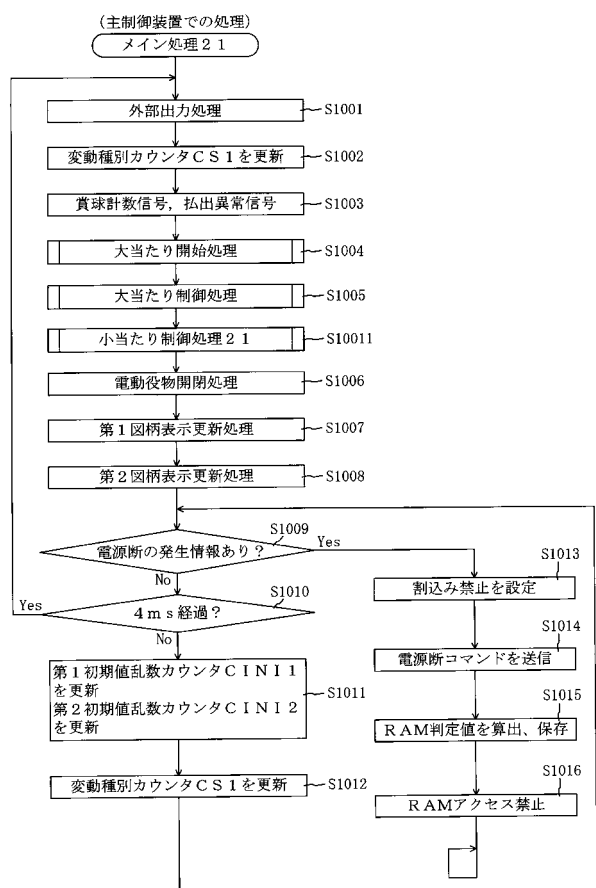 (主制御装置での処理)
メイン処理21
外部出力処理
S1001
変動種別カウンタCS1を更新
S1002
賞球計数信号,払出異常信号
S1003
大当たり開始処理
S1004
大当たり制御処理
S1005
小当たり制御処理21
S10011
電動役物開閉処理
S1006
第1図柄表示更新処理
S1007
第2図柄表示更新処理
S1008
S1009
電源断の発生情報あり?
Yes
No
S1010
4ms経過?
Yes
No
第1初期値乱数カウンタCINI1
を更新
第2初期値乱数カウンタCINI2
を更新
S1011
変動種別カウンタCS1を更新
S1012
S1013
割込み禁止を設定
S1014
電源断コマンドを送信
S1015
RAM判定値を算出、保存
S1016
RAMアクセス禁止